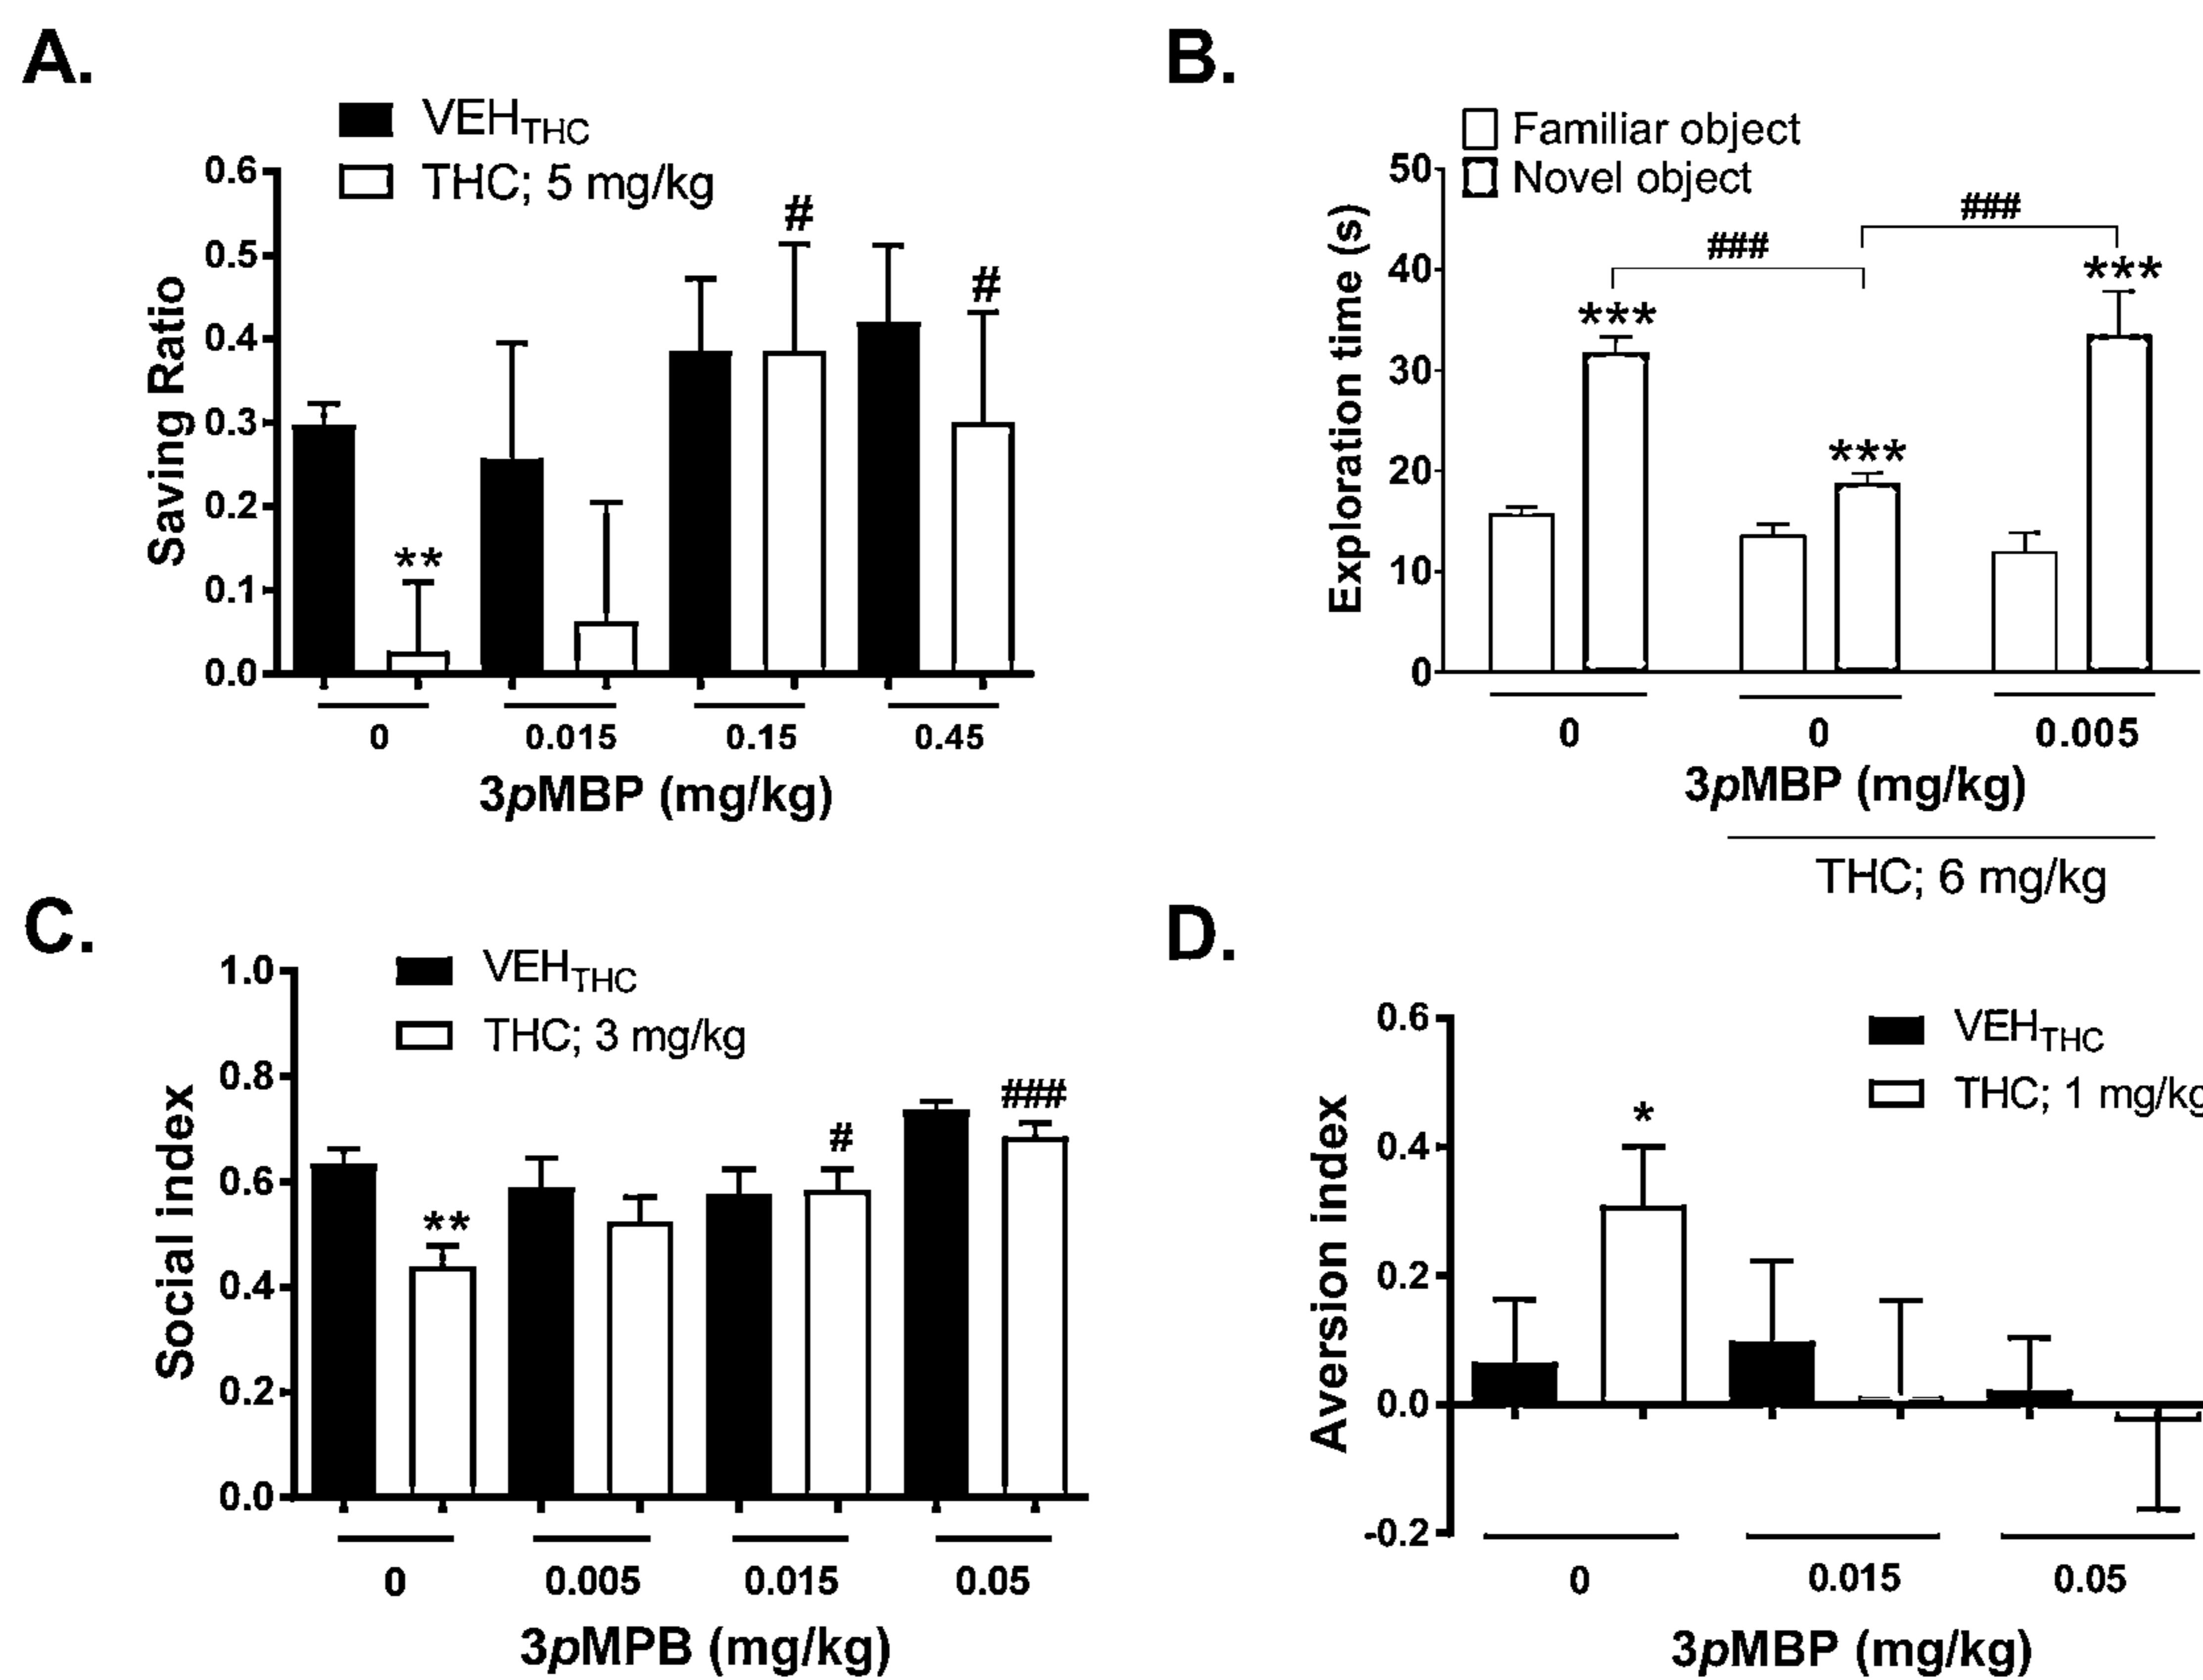 A.
VEHTHC
THC; 5 mg/kg
0.6
0.5
0.4
0.3
0.2
0.1
0.0
Saving Ratio
**
#
#
0 0.015 0.15 0.45
3pMBP (mg/kg)
B.
Familiar object
Novel object
50
40
30
20
10
0
Exploration time (s)
***
###
***
###
***
0 0 0.005
3pMBP (mg/kg)
THC; 6 mg/kg
C.
VEHTHC
THC; 3 mg/kg
1.0
0.8
0.6
0.4
0.2
0.0
Social index
**
#
###
0 0.005 0.015 0.05
3pMPB (mg/kg)
D.
VEHTHC
THC; 1 mg/kg
0.6
0.4
0.2
0.0
-0.2
Aversion index
*
0 0.015 0.05
3pMBP (mg/kg)